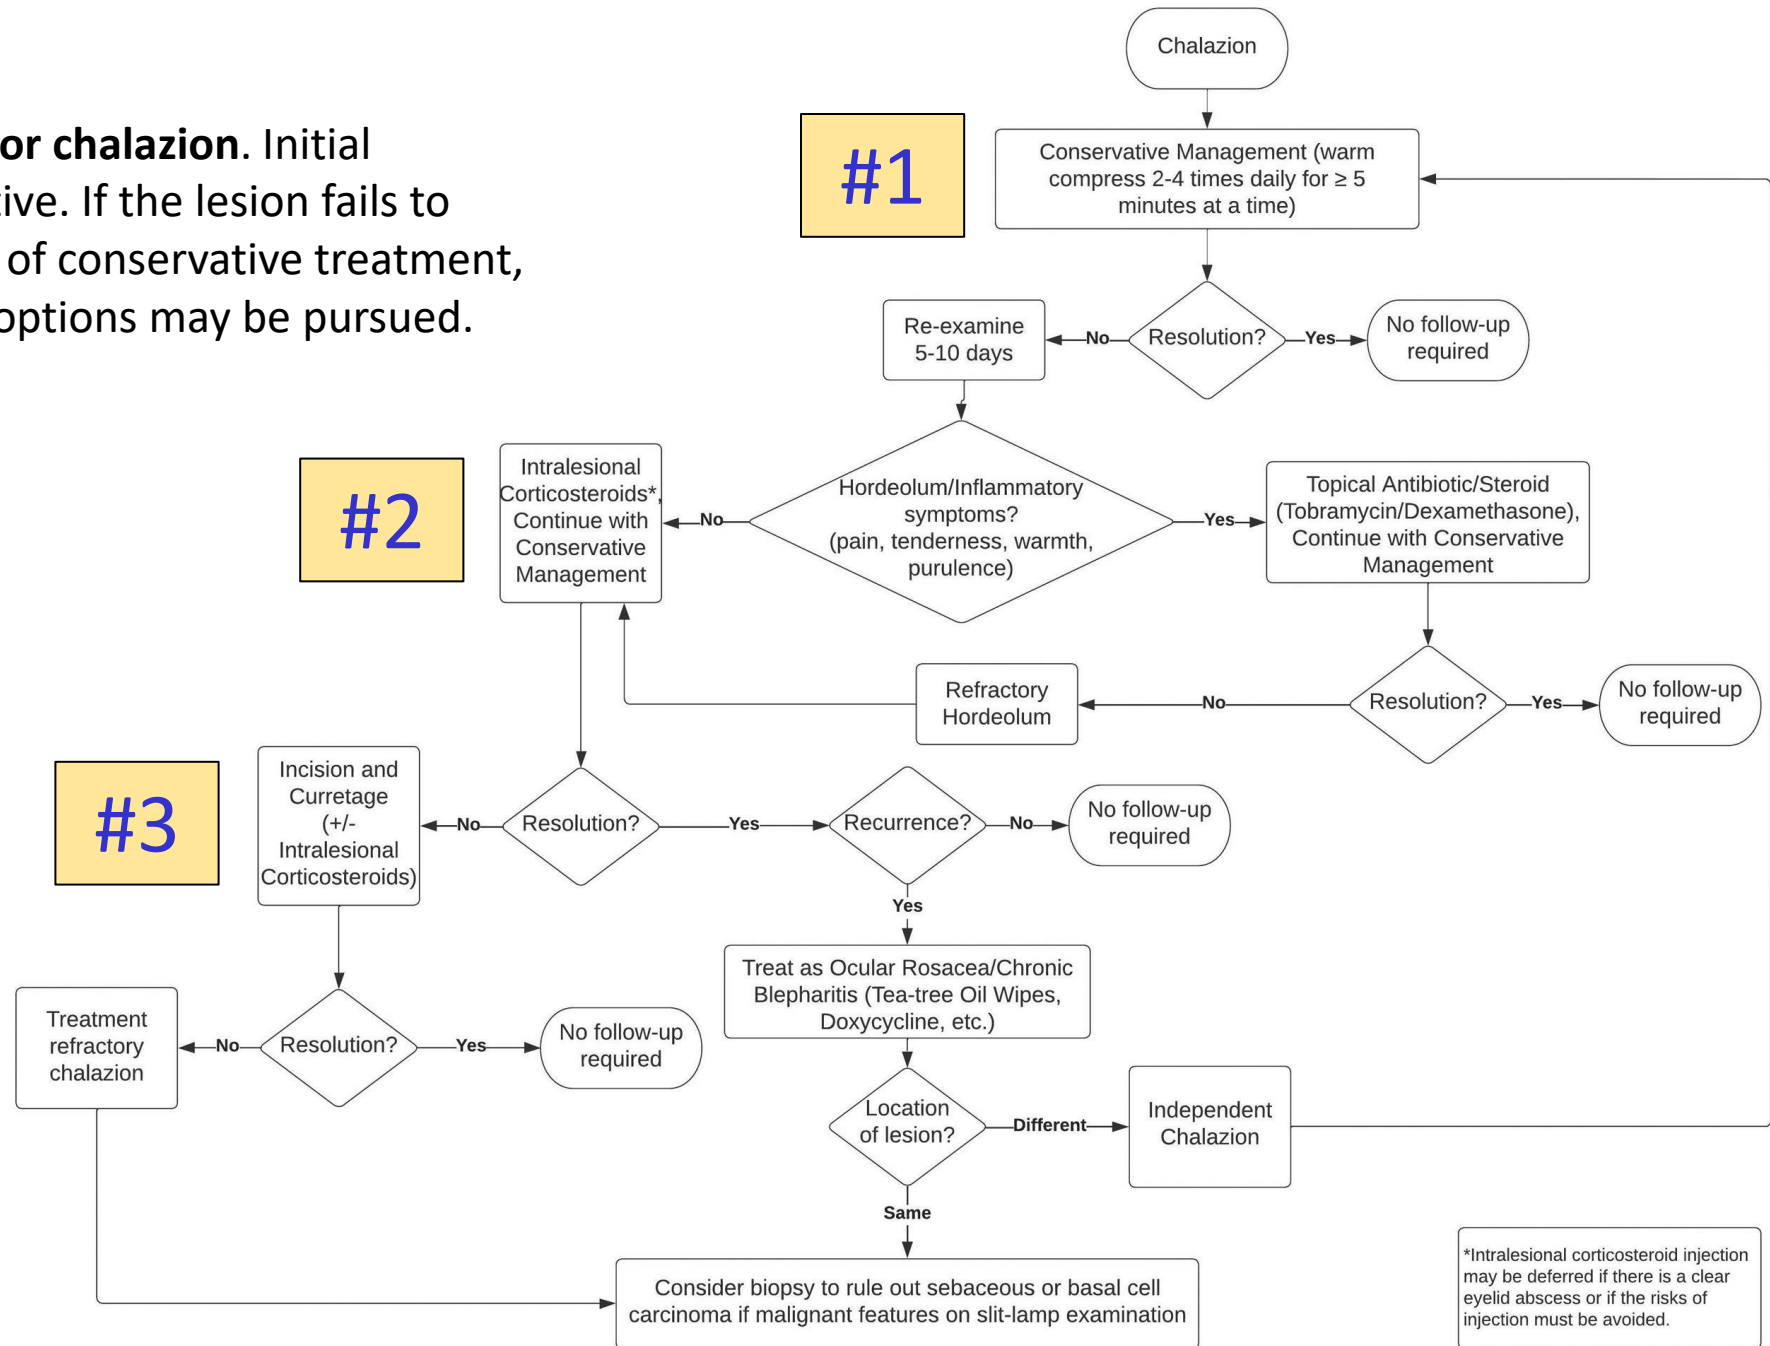 or chalazion. Initial
tive. If the lesion fails to
of conservative treatment,
options may be pursued.
Chalazion
#1
Conservative Management (warm
compress 2-4 times daily for ≥ 5
minutes at a time)
Re-examine
5-10 days
No
Resolution?
Yes
No follow-up
required
#2
Intralesional
Corticosteroids*,
Continue with
Conservative
Management
No
Hordeolum/Inflammatory
symptoms?
(pain, tenderness, warmth,
purulence)
Yes
Topical Antibiotic/Steroid
(Tobramycin/Dexamethasone),
Continue with Conservative
Management
Refractory
Hordeolum
No
Resolution?
Yes
No follow-up
required
#3
Incision and
Curretage
(+/-
Intralesional
Corticosteroids)
No
Resolution?
Yes
Recurrence?
No
No follow-up
required
Yes
Treat as Ocular Rosacea/Chronic
Blepharitis (Tea-tree Oil Wipes,
Doxycycline, etc.)
Treatment
refractory
chalazion
No
Resolution?
Yes
No follow-up
required
Location
of lesion?
Different
Independent
Chalazion
Same
Consider biopsy to rule out sebaceous or basal cell
carcinoma if malignant features on slit-lamp examination
*Intralesional corticosteroid injection
may be deferred if there is a clear
eyelid abscess or if the risks of
injection must be avoided.